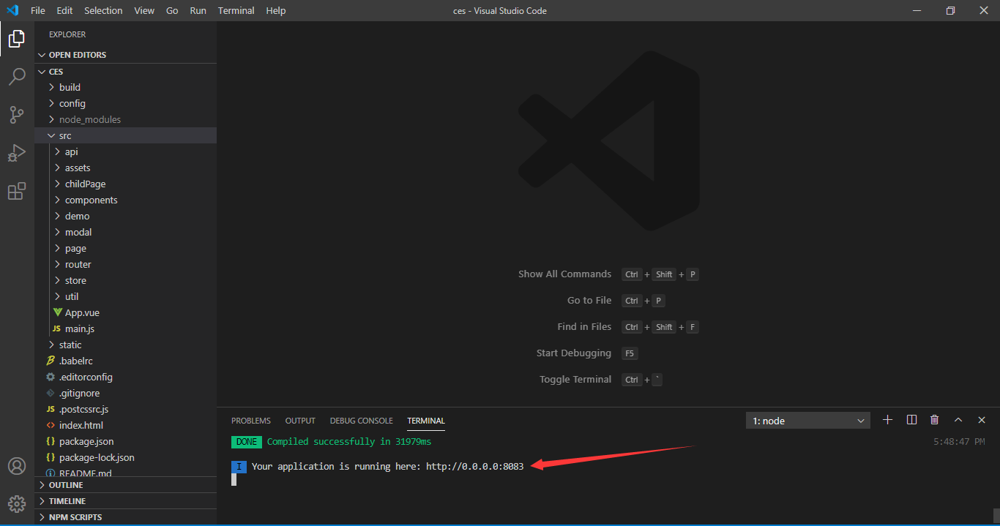 File Edit Selection View Go Run Terminal Help
ces - Visual Studio Code
EXPLORER
OPEN EDITORS
CES
build
config
node_modules
src
api
assets
childPage
components
demo
modal
page
router
store
util
App.vue
JS main.js
static
.babelrc
.editorconfig
.gitignore
JS .postcssrc.js
<> index.html
{} package.json
{} package-lock.json
README.md
OUTLINE
TIMELINE
NPM SCRIPTS
Show All Commands Ctrl + Shift + P
Go to File Ctrl + P
Find in Files Ctrl + Shift + F
Start Debugging F5
Toggle Terminal Ctrl + `
PROBLEMS OUTPUT DEBUG CONSOLE TERMINAL
1: node
DONE Compiled successfully in 31979ms
5:48:47 PM
I Your application is running here: http://0.0.0.0:8083